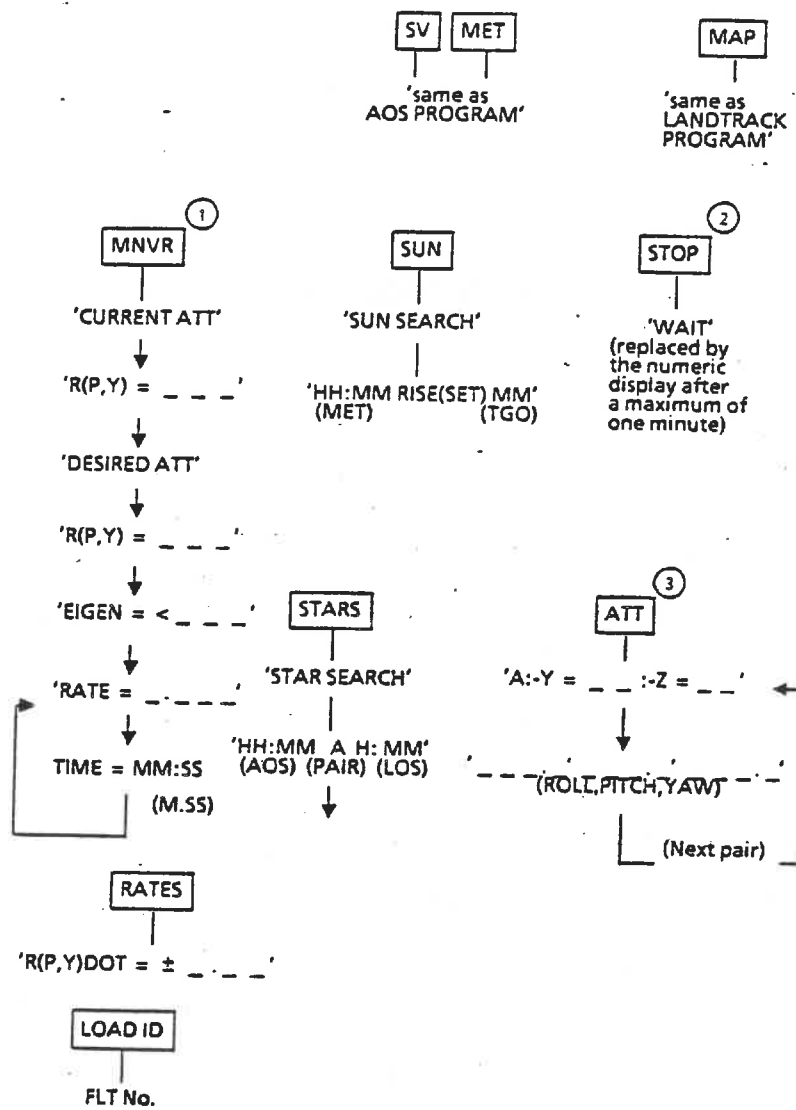 SV MET
'same as
AOS PROGRAM'
MAP
'same as
LANDTRACK
PROGRAM'
1
MNVR
'CURRENT ATT'
'R(P,Y) = _ _ _'
'DESIRED ATT'
'R(P,Y) = _ _ _'
'EIGEN = < _ _ _'
'RATE = _ . _ _ _'
TIME = MM:SS
(M.SS)
SUN
'SUN SEARCH'
'HH:MM RISE(SET) MM'
(MET) (TGO)
2
STOP
'WAIT'
(replaced by
the numeric
display after
a maximum of
one minute)
STARS
'STAR SEARCH'
'HH:MM A H: MM'
(AOS) (PAIR) (LOS)
3
ATT
'A:-Y = _ _ :-Z = _ _'
'_ _ _._' _ _ _._' _ _ _._'
(ROLL,PITCH,YAW)
(Next pair)
RATES
'R(P,Y)DOT = ± _ . _ _'
LOAD ID
FLT No.